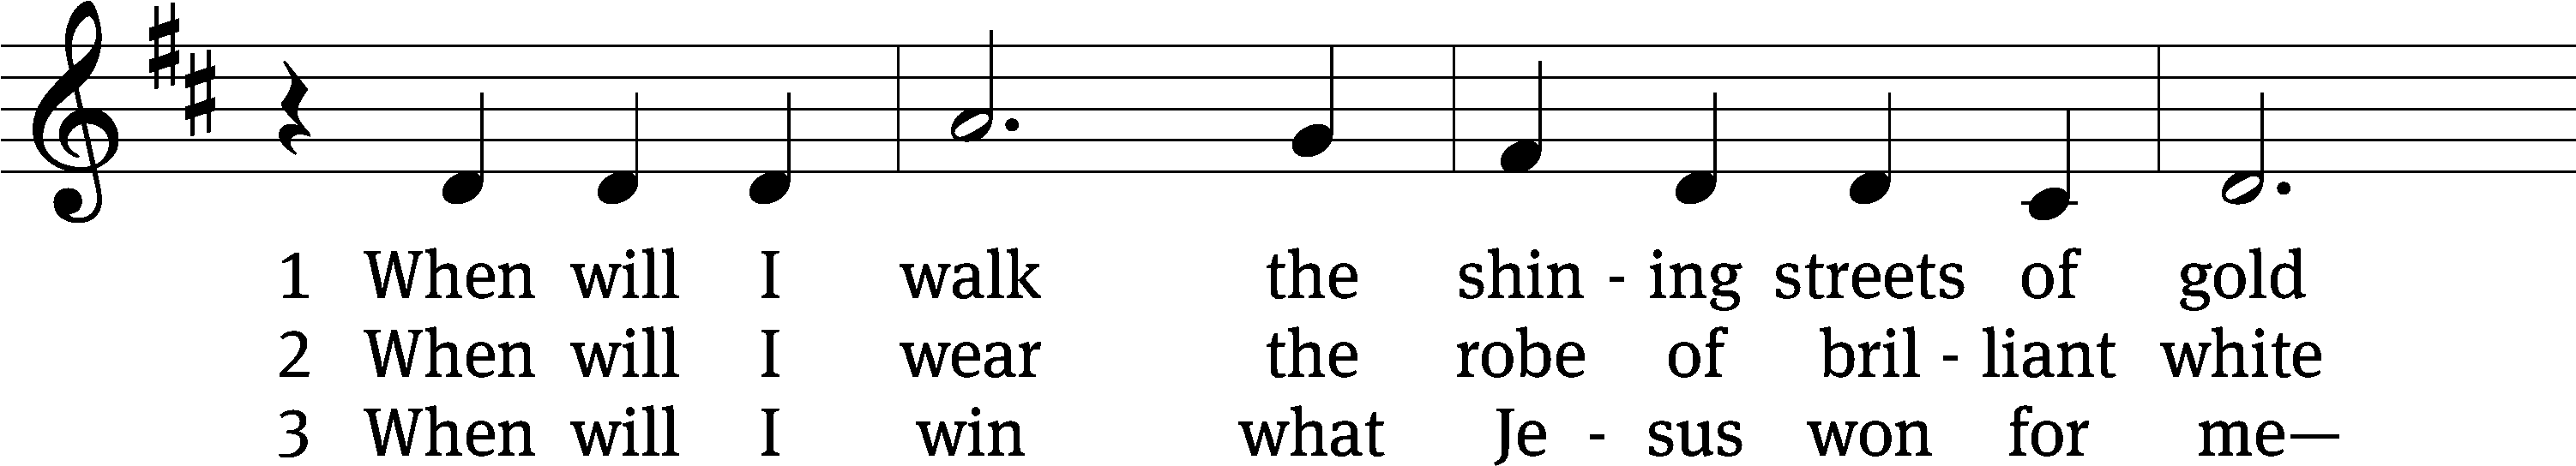 1 When will I walk the shin - ing streets of gold
2 When will I wear the robe of bril - liant white
3 When will I win what Je - sus won for me—